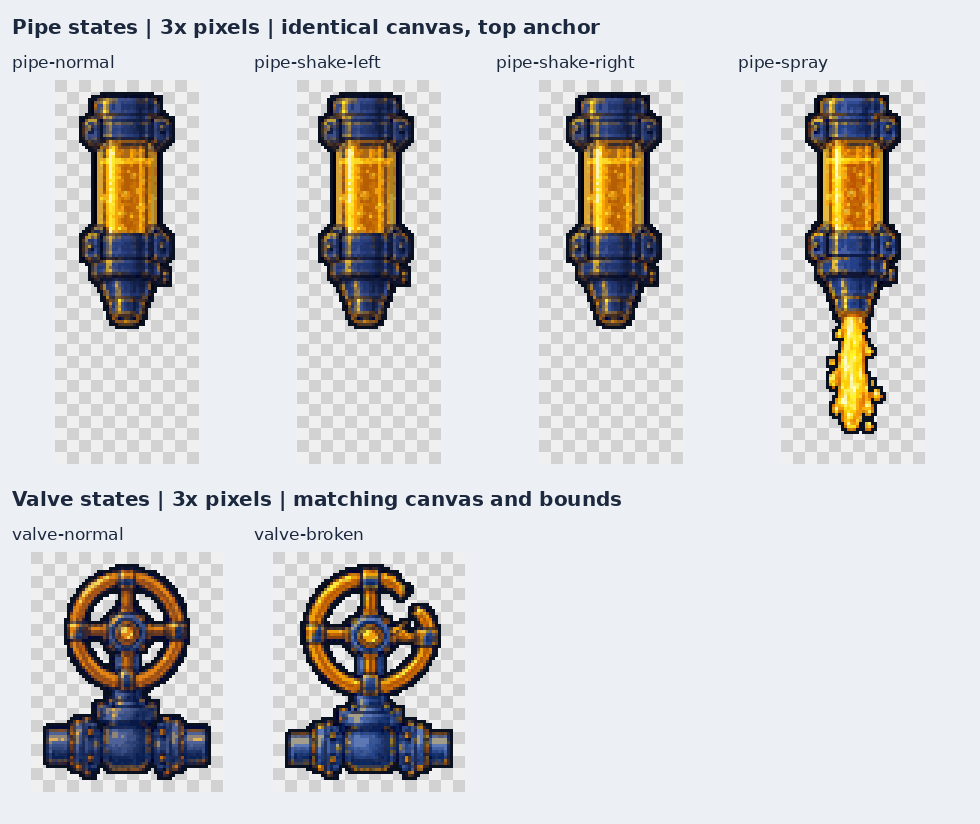 Pipe states | 3x pixels | identical canvas, top anchor
pipe-normal
pipe-shake-left
pipe-shake-right
pipe-spray
Valve states | 3x pixels | matching canvas and bounds
valve-normal
valve-broken